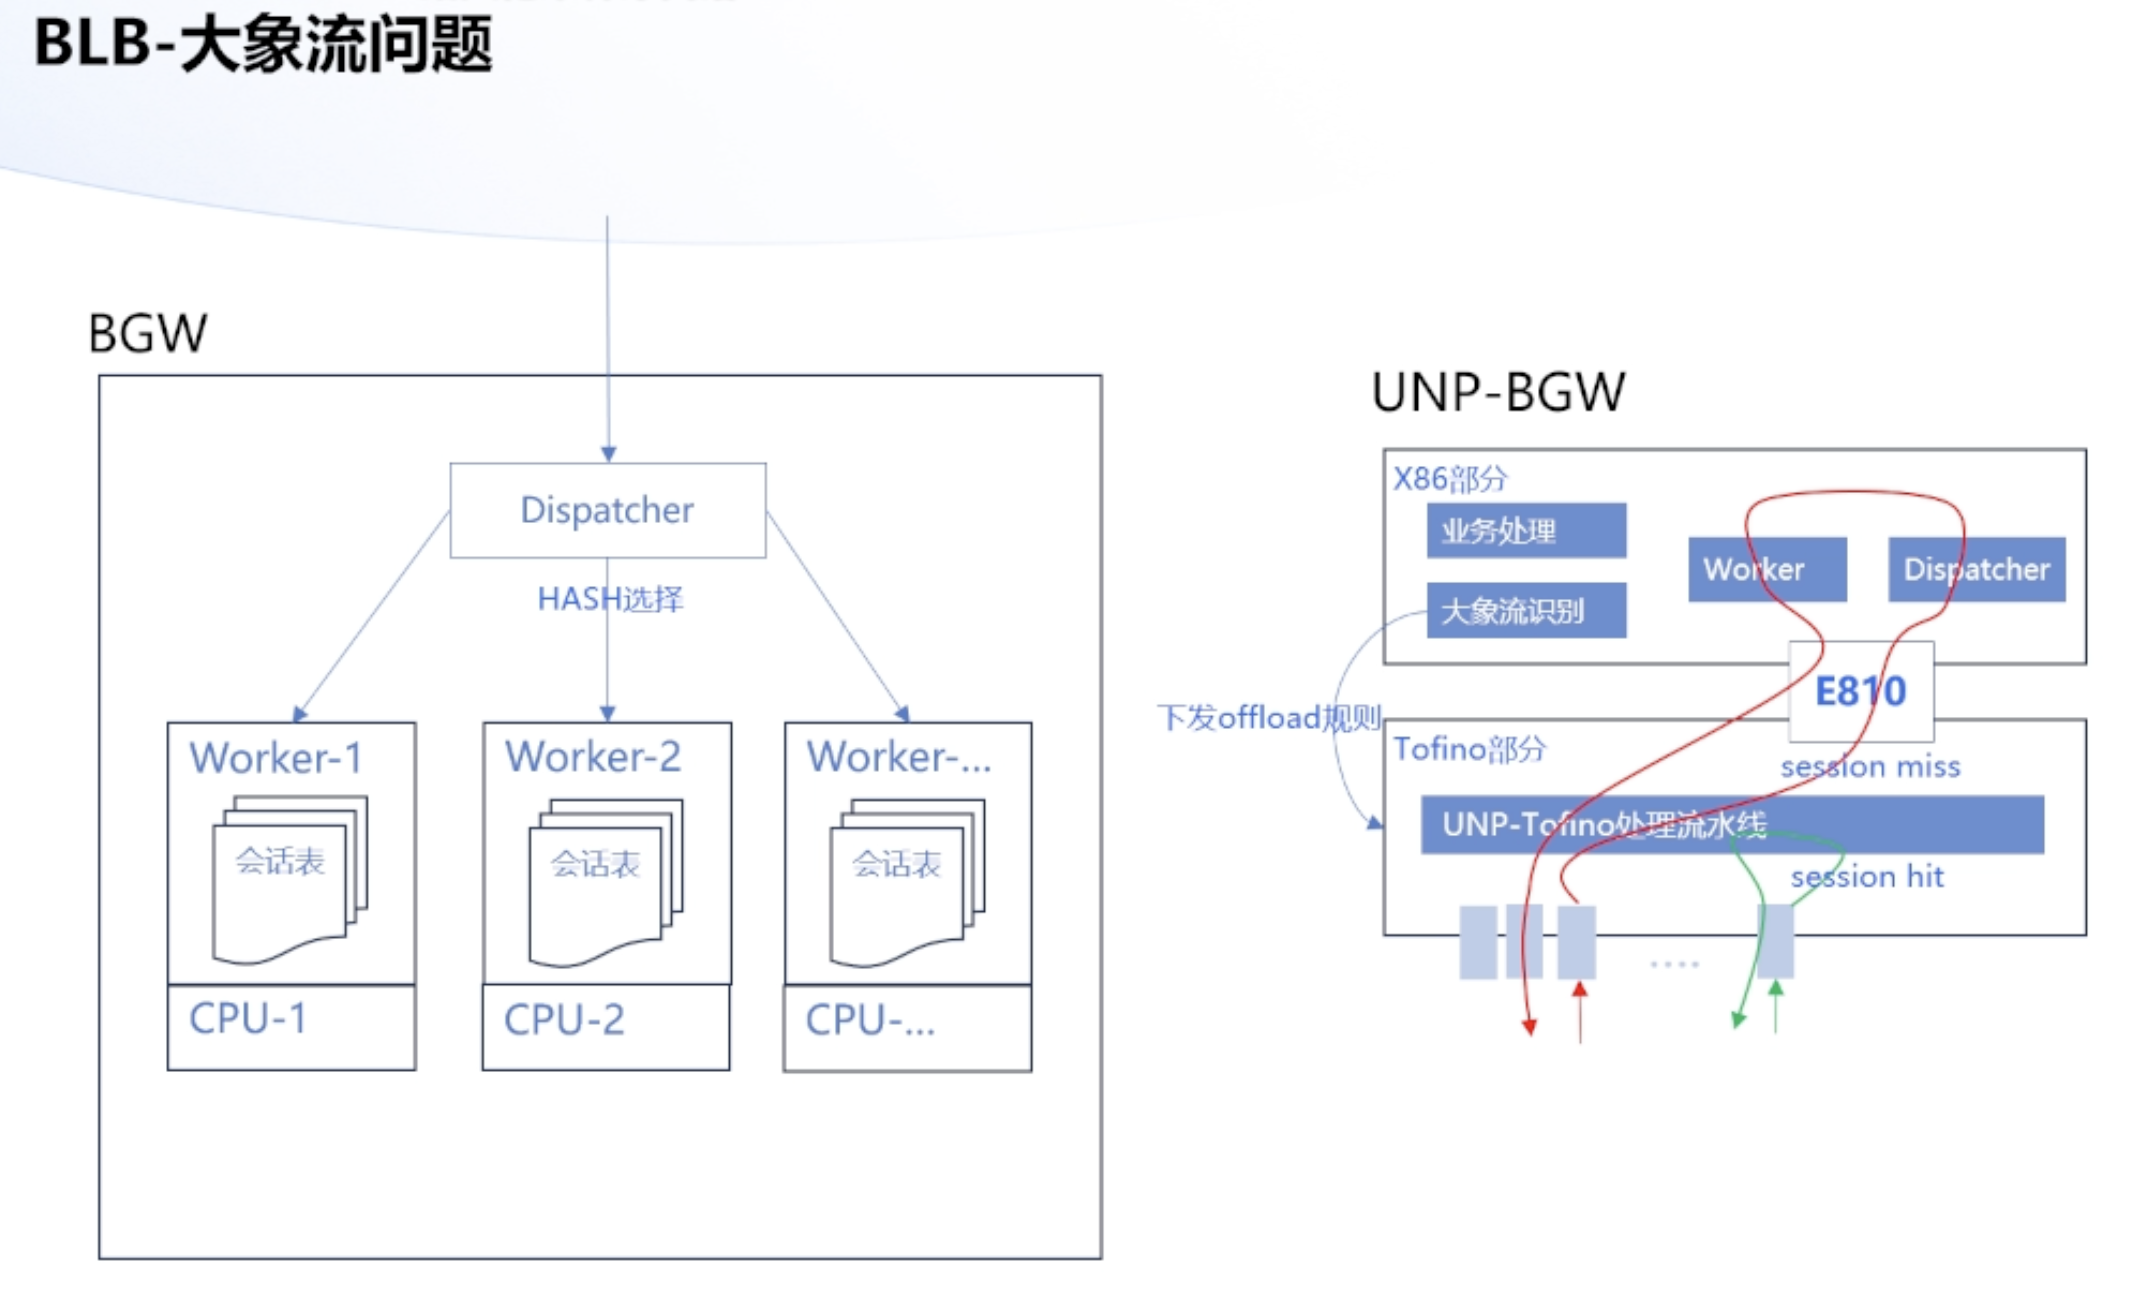 BLB-大象流问题
BGW
Dispatcher
HASH选择
Worker-1
Worker-2
Worker-...
会话表
会话表
会话表
CPU-1
CPU-2
CPU-...
UNP-BGW
X86部分
业务处理
大象流识别
Worker
Dispatcher
E810
下发offload规则
Tofino部分
session miss
UNP-Tofino处理流水线
session hit
....